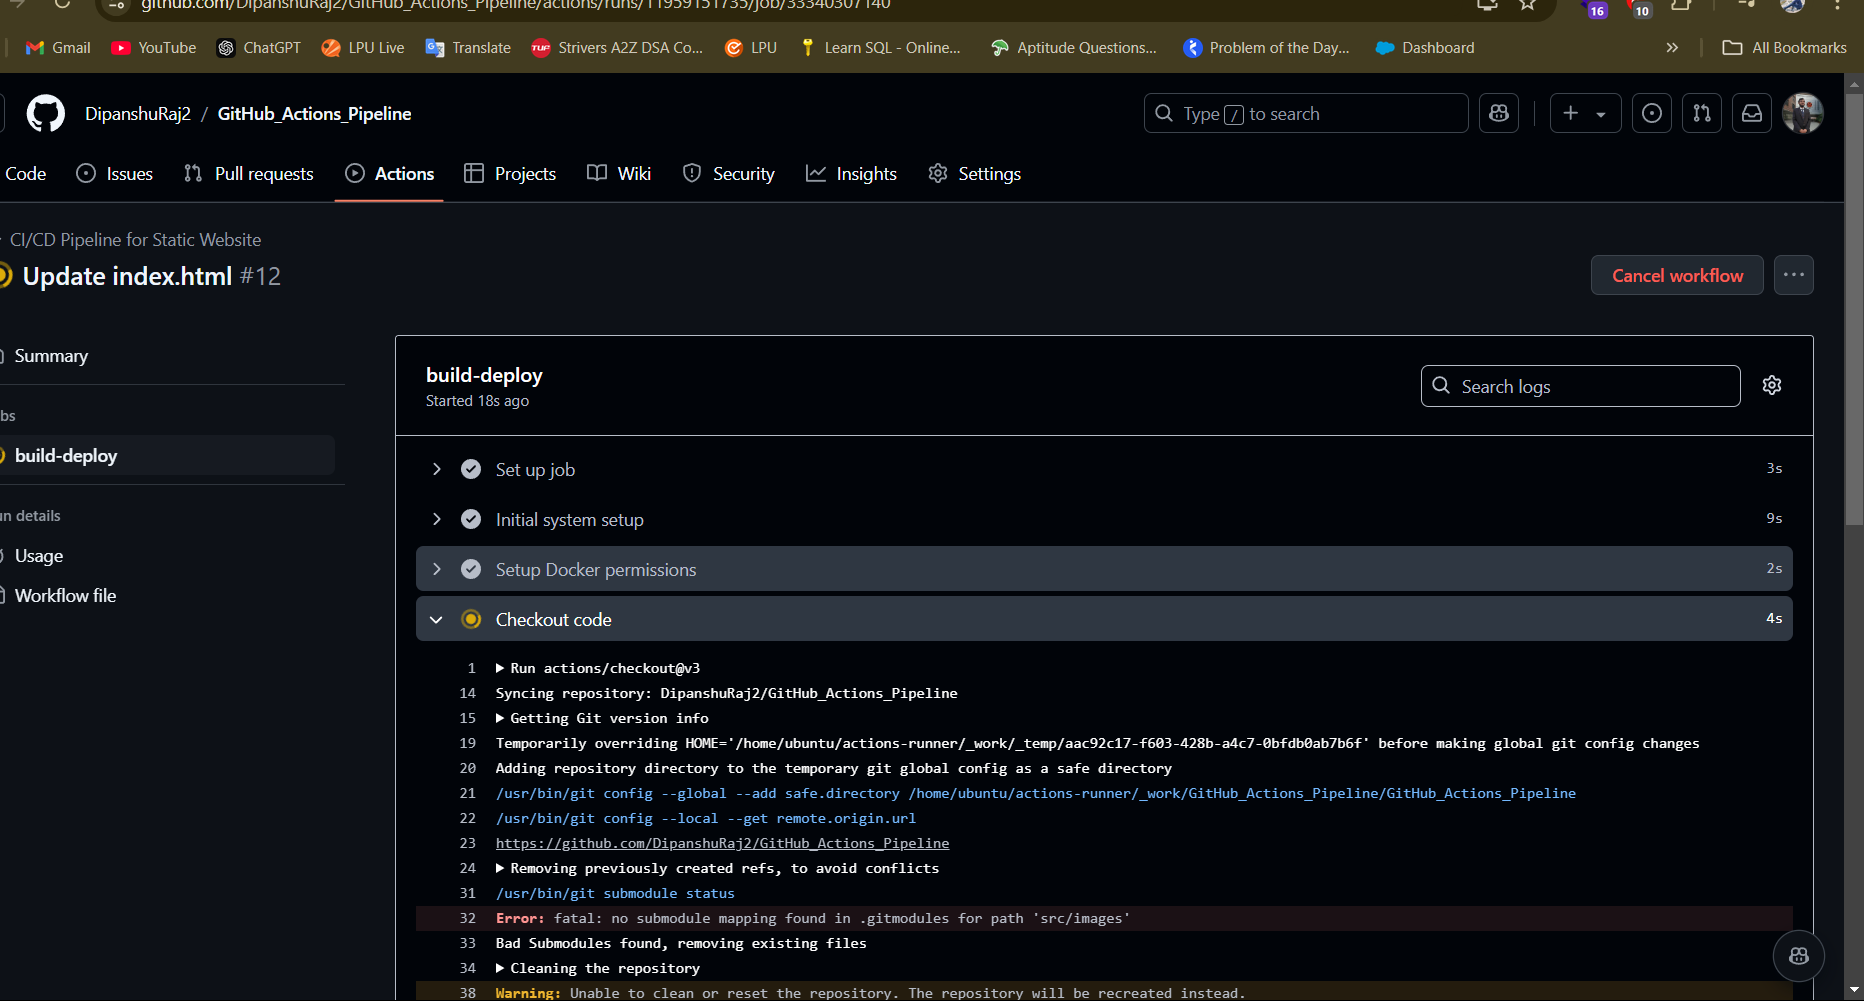 github.com/DipanshuRaj2/GitHub_Actions_Pipeline/actions/runs/11959151735/job/33340307140
16
10
Gmail YouTube ChatGPT LPU Live Translate TUF Strivers A2Z DSA Co... LPU Learn SQL - Online... Aptitude Questions... Problem of the Day... Dashboard » All Bookmarks
DipanshuRaj2 / GitHub_Actions_Pipeline
Type / to search
Code Issues Pull requests Actions Projects Wiki Security Insights Settings
CI/CD Pipeline for Static Website
Update index.html #12
Cancel workflow
Summary
bs
build-deploy
un details
Usage
Workflow file
build-deploy
Started 18s ago
Search logs
Set up job 3s
Initial system setup 9s
Setup Docker permissions 2s
Checkout code 4s
1 Run actions/checkout@v3
14 Syncing repository: DipanshuRaj2/GitHub_Actions_Pipeline
15 Getting Git version info
19 Temporarily overriding HOME='/home/ubuntu/actions-runner/_work/_temp/aac92c17-f603-428b-a4c7-0bfdb0ab7b6f' before making global git config changes
20 Adding repository directory to the temporary git global config as a safe directory
21 /usr/bin/git config --global --add safe.directory /home/ubuntu/actions-runner/_work/GitHub_Actions_Pipeline/GitHub_Actions_Pipeline
22 /usr/bin/git config --local --get remote.origin.url
23 https://github.com/DipanshuRaj2/GitHub_Actions_Pipeline
24 Removing previously created refs, to avoid conflicts
31 /usr/bin/git submodule status
32 Error: fatal: no submodule mapping found in .gitmodules for path 'src/images'
33 Bad Submodules found, removing existing files
34 Cleaning the repository
38 Warning: Unable to clean or reset the repository. The repository will be recreated instead.